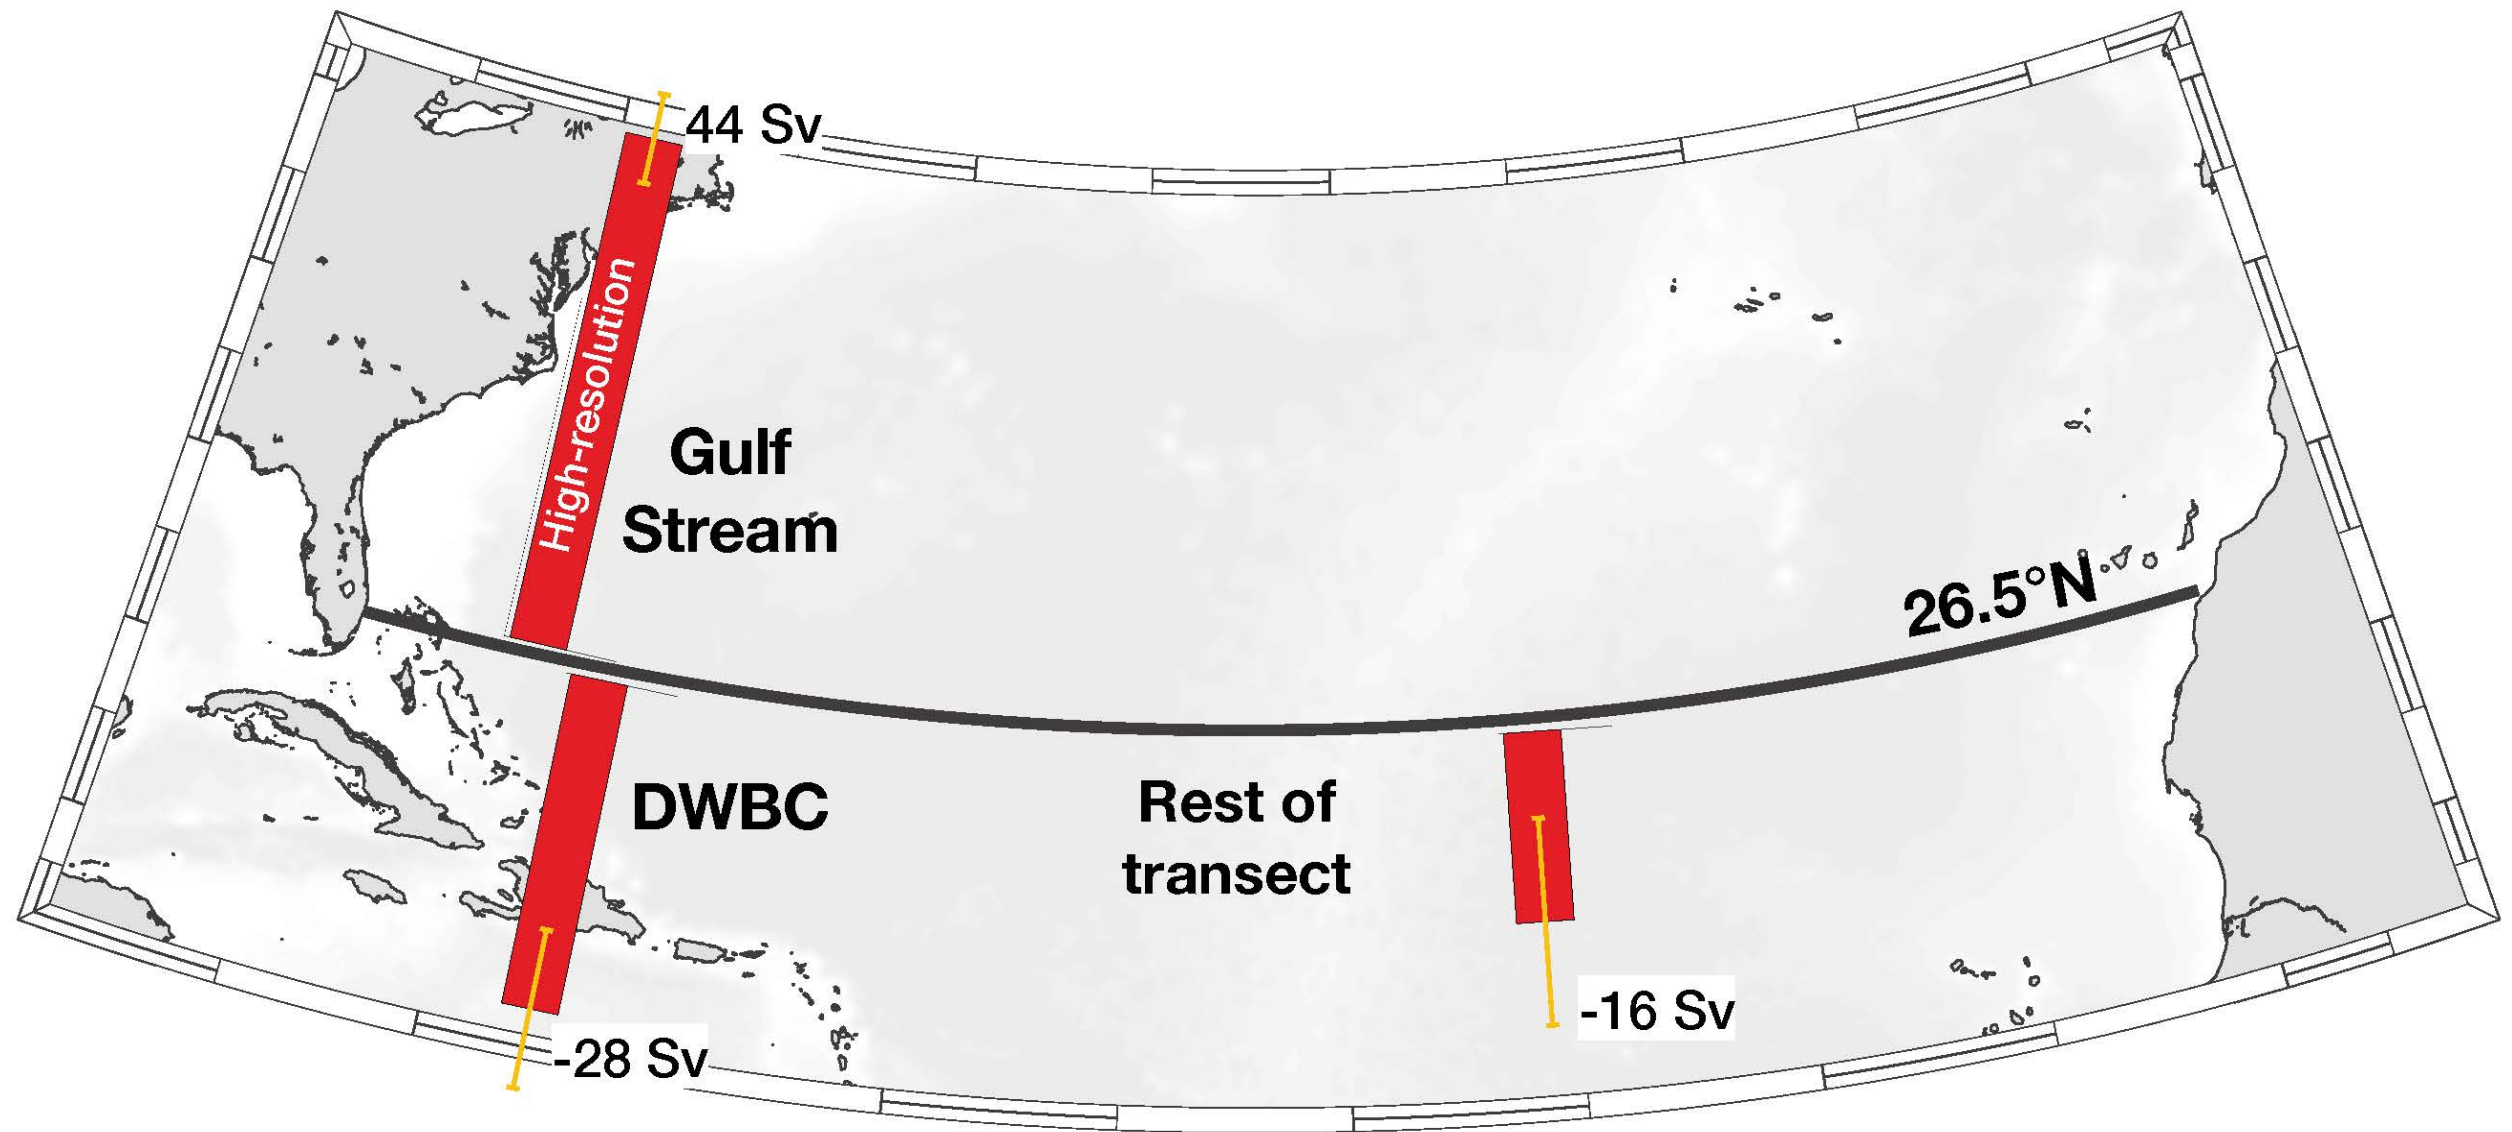 44 Sv
High-resolution
Gulf
Stream
26.5°N
DWBC
Rest of
transect
-16 Sv
-28 Sv